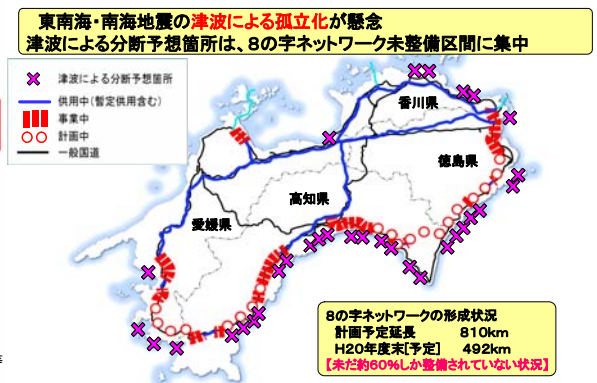 東南海・南海地震の津波による孤立化が懸念
津波による分断予想箇所は、8の字ネットワーク未整備区間に集中
津波による分断予想箇所
供用中(暫定供用含む)
事業中
計画中
一般国道
香川県
徳島県
高知県
愛媛県
8の字ネットワークの形成状況
計画予定延長 810km
H20年度末[予定] 492km
【未だ約60%しか整備されていない状況】